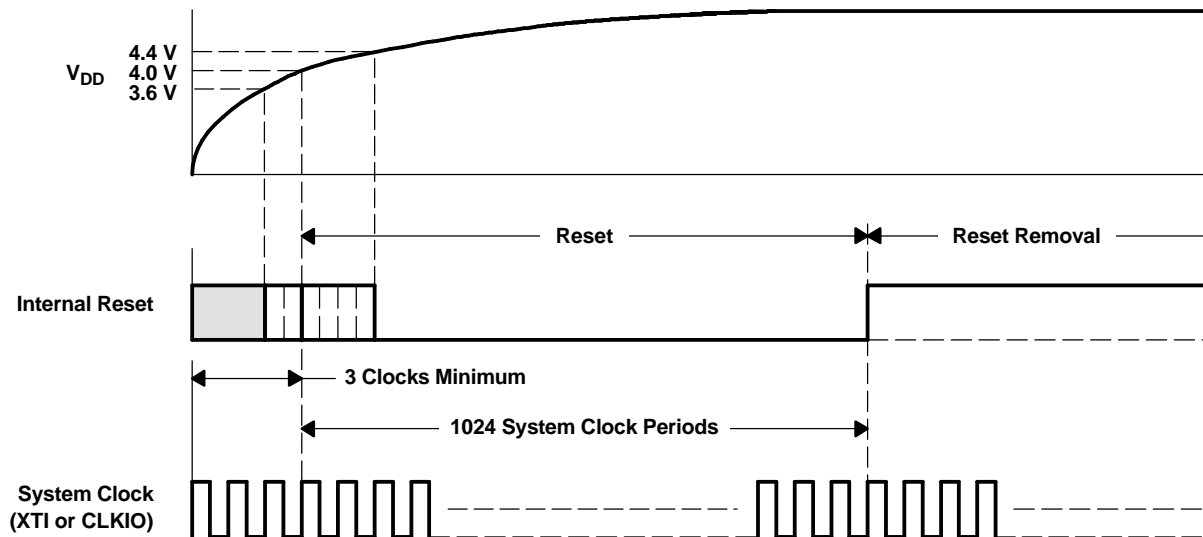 4.4 V
V_DD 4.0 V
3.6 V
Reset
Reset Removal
Internal Reset
3 Clocks Minimum
1024 System Clock Periods
System Clock
(XTI or CLKIO)